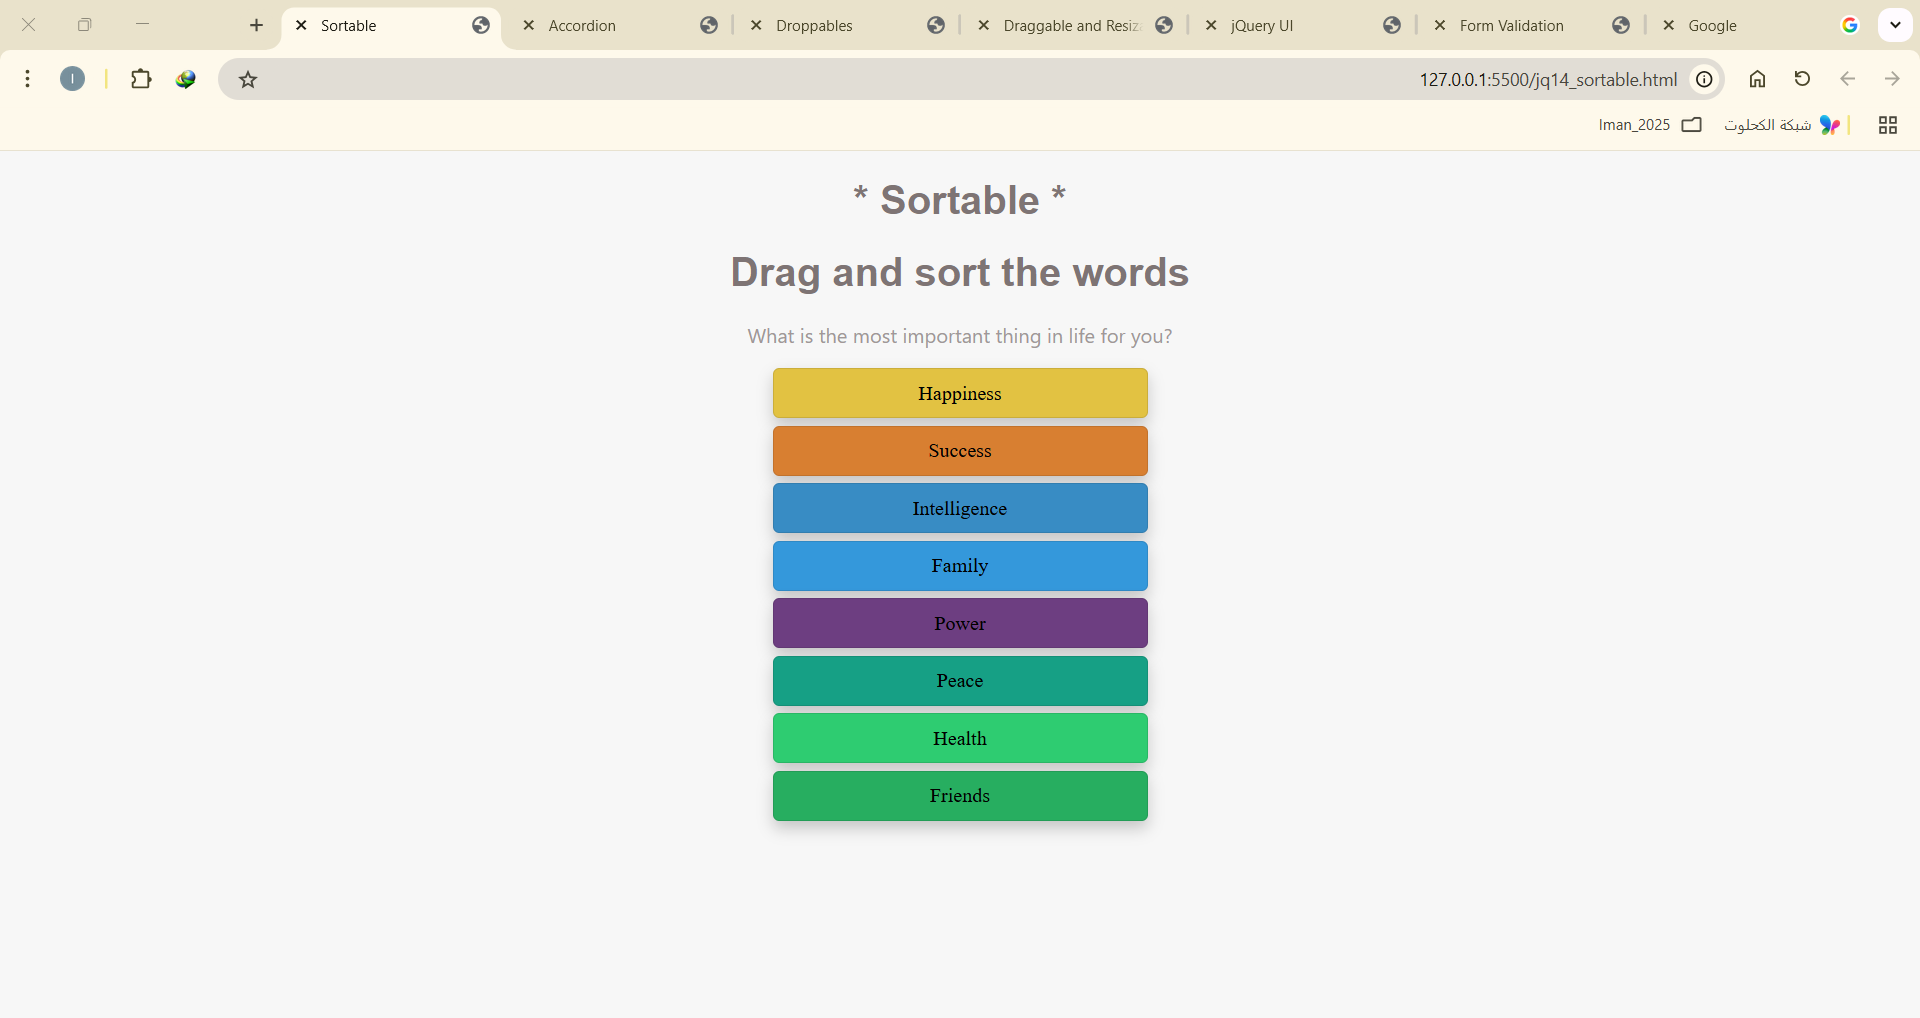 Sortable
Accordion
Droppables
Draggable and Resiz
jQuery UI
Form Validation
Google
I
127.0.0.1:5500/jq14_sortable.html
Iman_2025
شبكة الكحلوت
* Sortable *
Drag and sort the words
What is the most important thing in life for you?
Happiness
Success
Intelligence
Family
Power
Peace
Health
Friends